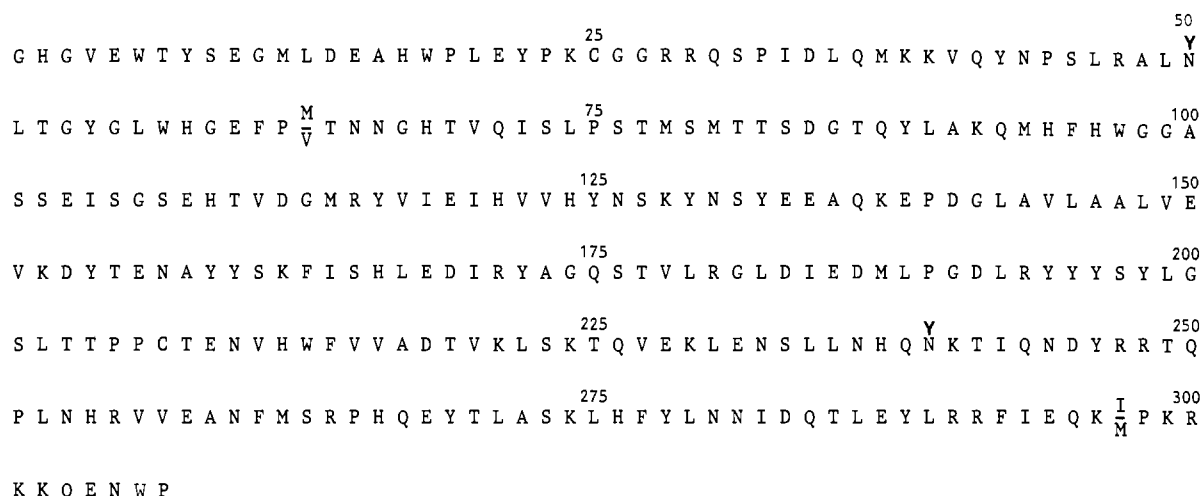 25 50
Y
G H G V E W T Y S E G M L D E A H W P L E Y P K C G G R R Q S P I D L Q M K K V Q Y N P S L R A L N
75 100
M
L T G Y G L W H G E F P T N N G H T V Q I S L P S T M S M T T S D G T Q Y L A K Q M H F H W G G A
V
125 150
S S E I S G S E H T V D G M R Y V I E I H V V H Y N S K Y N S Y E E A Q K E P D G L A V L A A L V E
175 200
V K D Y T E N A Y Y S K F I S H L E D I R Y A G Q S T V L R G L D I E D M L P G D L R Y Y Y S Y L G
225 250
Y
S L T T P P C T E N V H W F V V A D T V K L S K T Q V E K L E N S L L N H Q N K T I Q N D Y R R T Q
275 300
I
P L N H R V V E A N F M S R P H Q E Y T L A S K L H F Y L N N I D Q T L E Y L R R F I E Q K P K R
M
K K Q E N W P